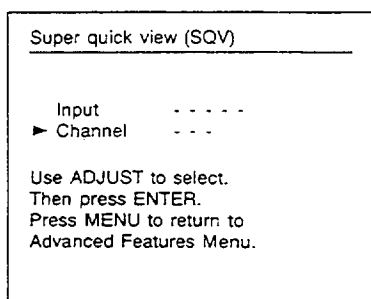 Super quick view (SQV)
Input - - - - -
► Channel - - -
Use ADJUST to select.
Then press ENTER.
Press MENU to return to
Advanced Features Menu.